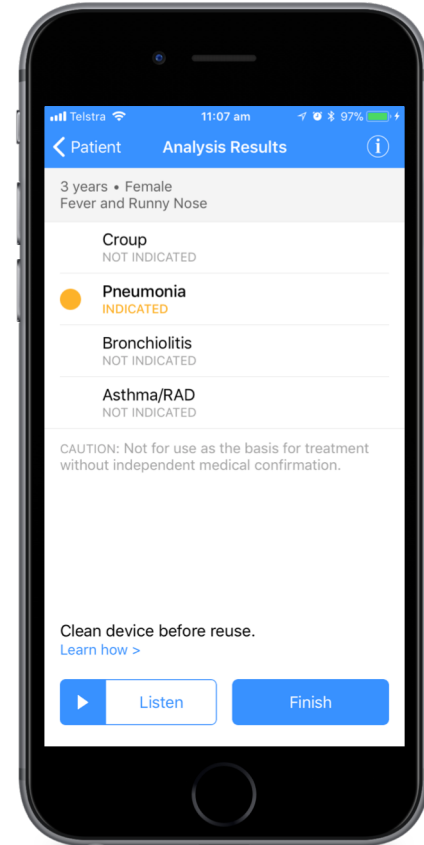 Telstra 11:07 am 97%
Patient Analysis Results i
3 years • Female
Fever and Runny Nose
Croup
NOT INDICATED
Pneumonia
INDICATED
Bronchiolitis
NOT INDICATED
Asthma/RAD
NOT INDICATED
CAUTION: Not for use as the basis for treatment
without independent medical confirmation.
Clean device before reuse.
Learn how >
Listen Finish